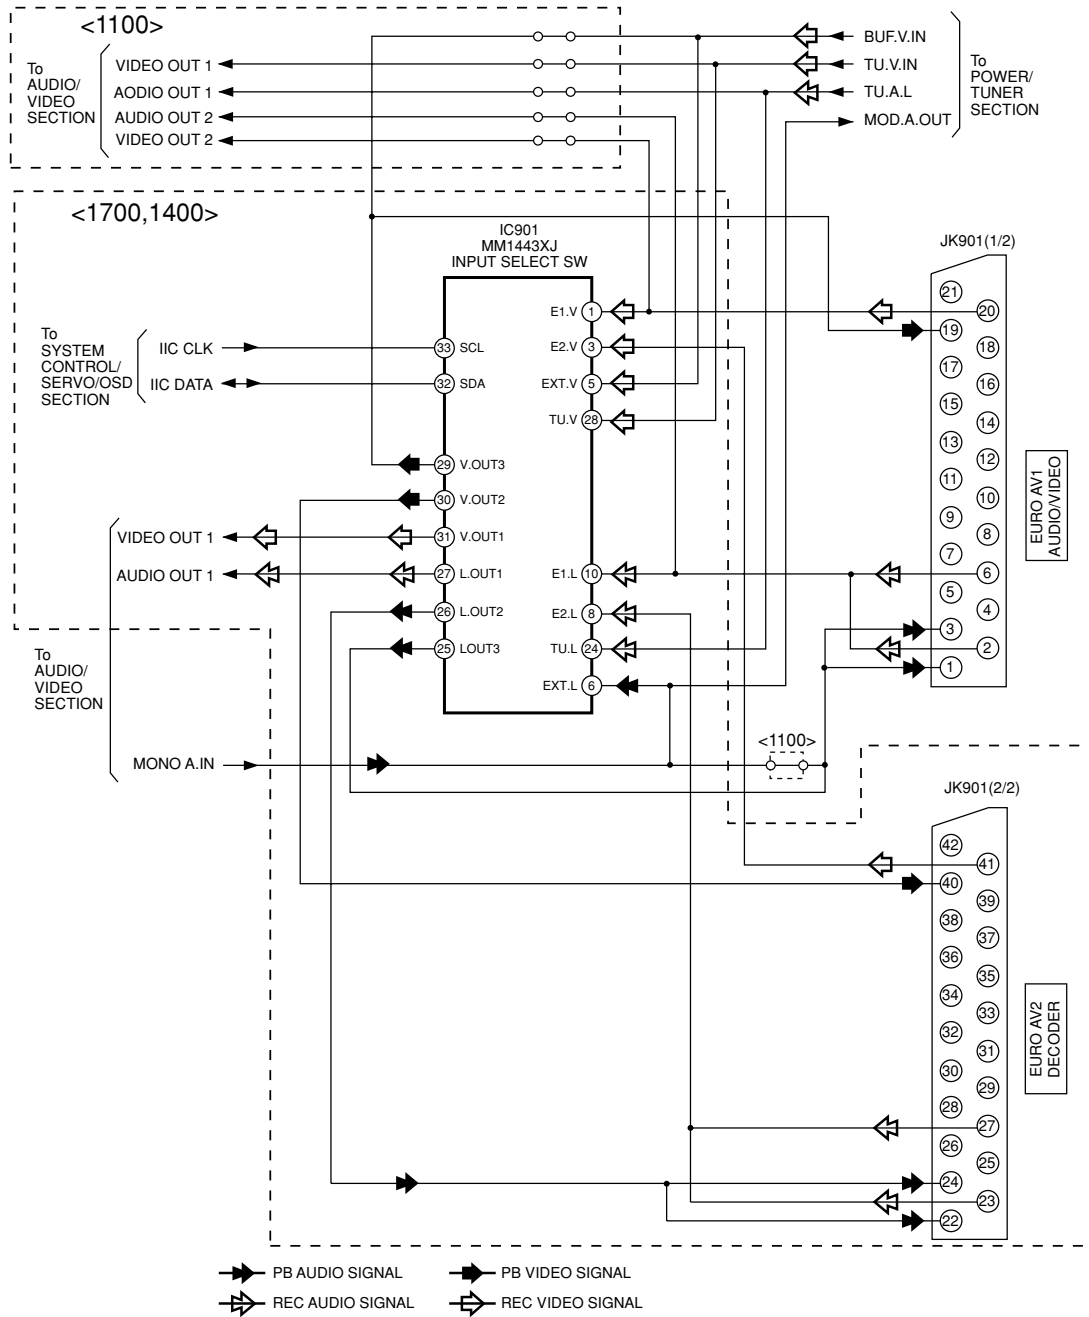 <1100>
To
AUDIO/
VIDEO
SECTION
VIDEO OUT 1
AODIO OUT 1
AUDIO OUT 2
VIDEO OUT 2
BUF.V.IN
TU.V.IN
TU.A.L
MOD.A.OUT
To
POWER/
TUNER
SECTION
<1700,1400>
IC901
MM1443XJ
INPUT SELECT SW
To
SYSTEM
CONTROL/
SERVO/OSD
SECTION
IIC CLK
IIC DATA
33 SCL
32 SDA
29 V.OUT3
30 V.OUT2
31 V.OUT1
27 L.OUT1
26 L.OUT2
25 LOUT3
E1.V 1
E2.V 3
EXT.V 5
TU.V 28
E1.L 10
E2.L 8
TU.L 24
EXT.L 6
VIDEO OUT 1
AUDIO OUT 1
To
AUDIO/
VIDEO
SECTION
MONO A.IN
<1100>
JK901(1/2)
21
20
19
18
17
16
15
14
13
12
11
10
9
8
7
6
5
4
3
2
1
EURO AV1
AUDIO/VIDEO
JK901(2/2)
42
41
40
39
38
37
36
35
34
33
32
31
30
29
28
27
26
25
24
23
22
EURO AV2
DECODER
PB AUDIO SIGNAL
PB VIDEO SIGNAL
REC AUDIO SIGNAL
REC VIDEO SIGNAL